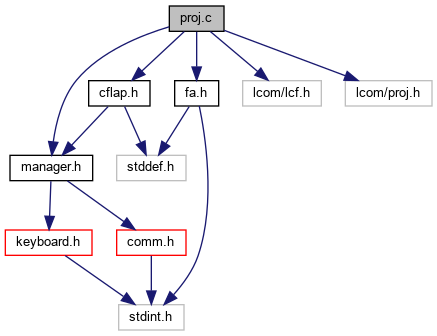 proj.c
cflap.h
fa.h
lcom/lcf.h
lcom/proj.h
manager.h
stddef.h
keyboard.h
comm.h
stdint.h